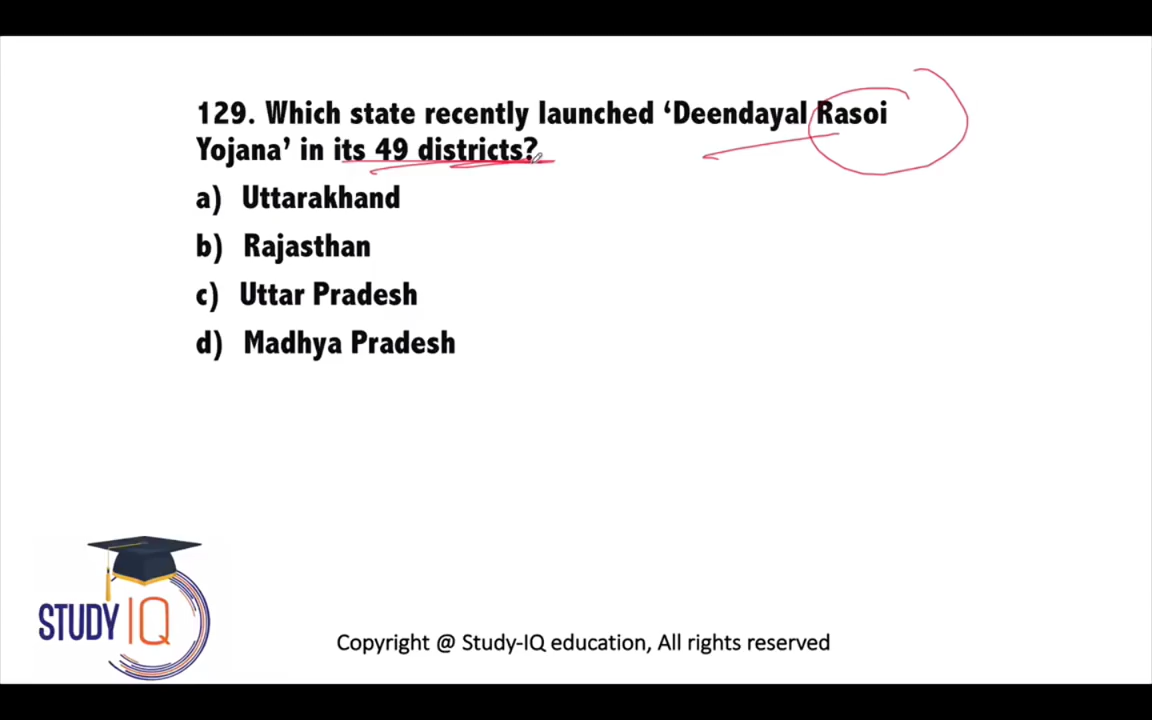 129. Which state recently launched ‘Deendayal Rasoi
Yojana’ in its 49 districts?
a) Uttarakhand
b) Rajasthan
c) Uttar Pradesh
d) Madhya Pradesh
STUDY IQ
Copyright @ Study-IQ education, All rights reserved